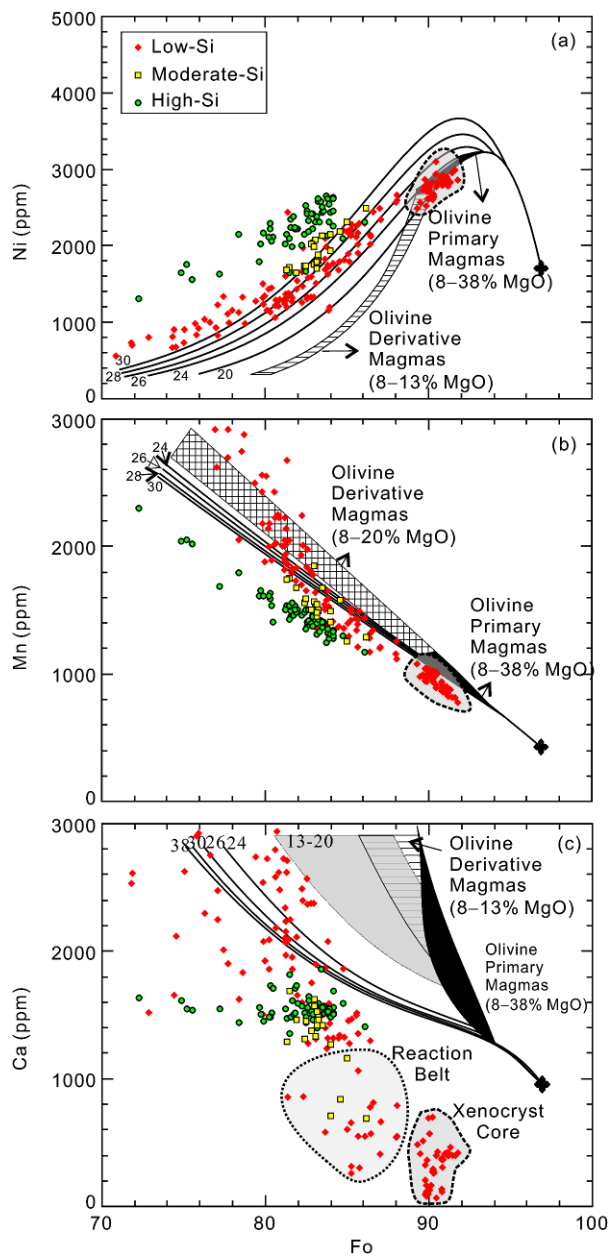 5000
4000
3000
2000
1000
0
Ni (ppm)
(a)
Low-Si
Moderate-Si
High-Si
Olivine
Primary
Magmas
(8–38% MgO)
Olivine
Derivative
Magmas
(8–13% MgO)
30
28
26
24
20
3000
2000
1000
0
Mn (ppm)
(b)
24
26
28
30
Olivine
Derivative
Magmas
(8–20% MgO)
Olivine
Primary
Magmas
(8–38% MgO)
3000
2000
1000
0
Ca (ppm)
(c)
38
30
26
24
13-20
Olivine
Derivative
Magmas
(8–13% MgO)
Olivine
Primary
Magmas
(8–38% MgO)
Reaction
Belt
Xenocryst
Core
70 80 90 100
Fo